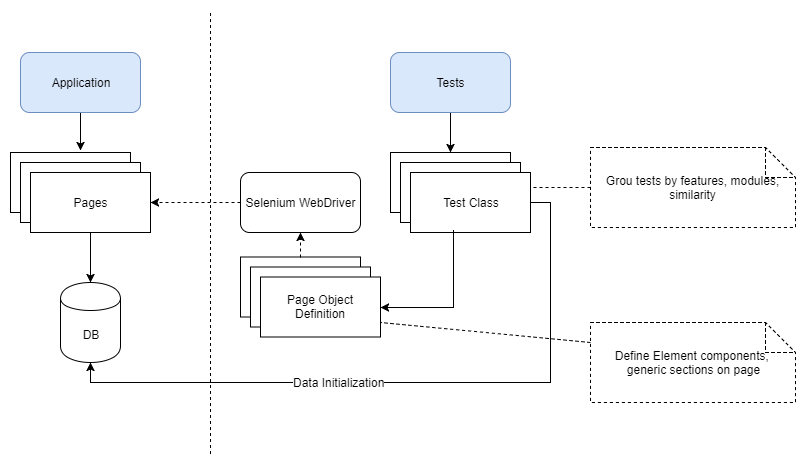 Application
Tests
Pages
Selenium WebDriver
Test Class
Grou tests by features, modules,
similarity
Page Object
Definition
DB
Define Element components,
generic sections on page
Data Initialization